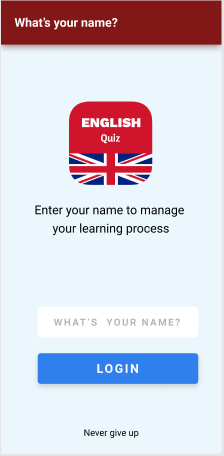 What's your name?
ENGLISH
Quiz
Enter your name to manage
your learning process
WHAT'S YOUR NAME?
LOGIN
Never give up